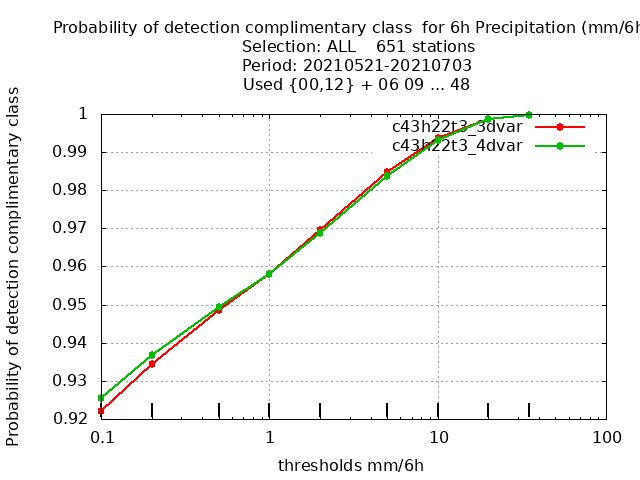 Probability of detection complimentary class  for 6h Precipitation (mm/6h
Selection: ALL    651 stations
Period: 20210521-20210703
Used {00,12} + 06 09 ... 48
Probability of detection complimentary class
1
0.99
0.98
0.97
0.96
0.95
0.94
0.93
0.92
c43h22t3_3dvar
c43h22t3_4dvar
0.1 1 10 100
thresholds mm/6h